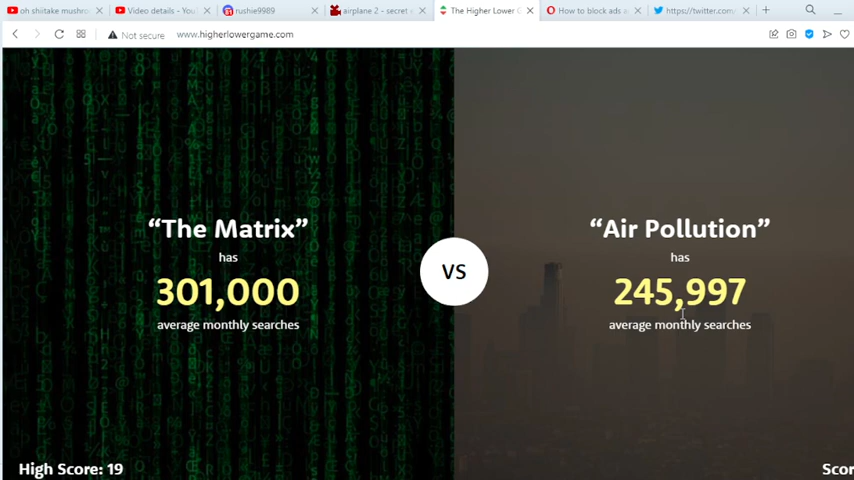 oh shiitake mushro
Video details - You
rushie9989
airplane 2 - secret
The Higher Lower G
How to block ads a
https://twitter.com/
Not secure
www.higherlowergame.com
“The Matrix”
has
301,000
average monthly searches
VS
“Air Pollution”
has
245,997
average monthly searches
High Score: 19
Scor